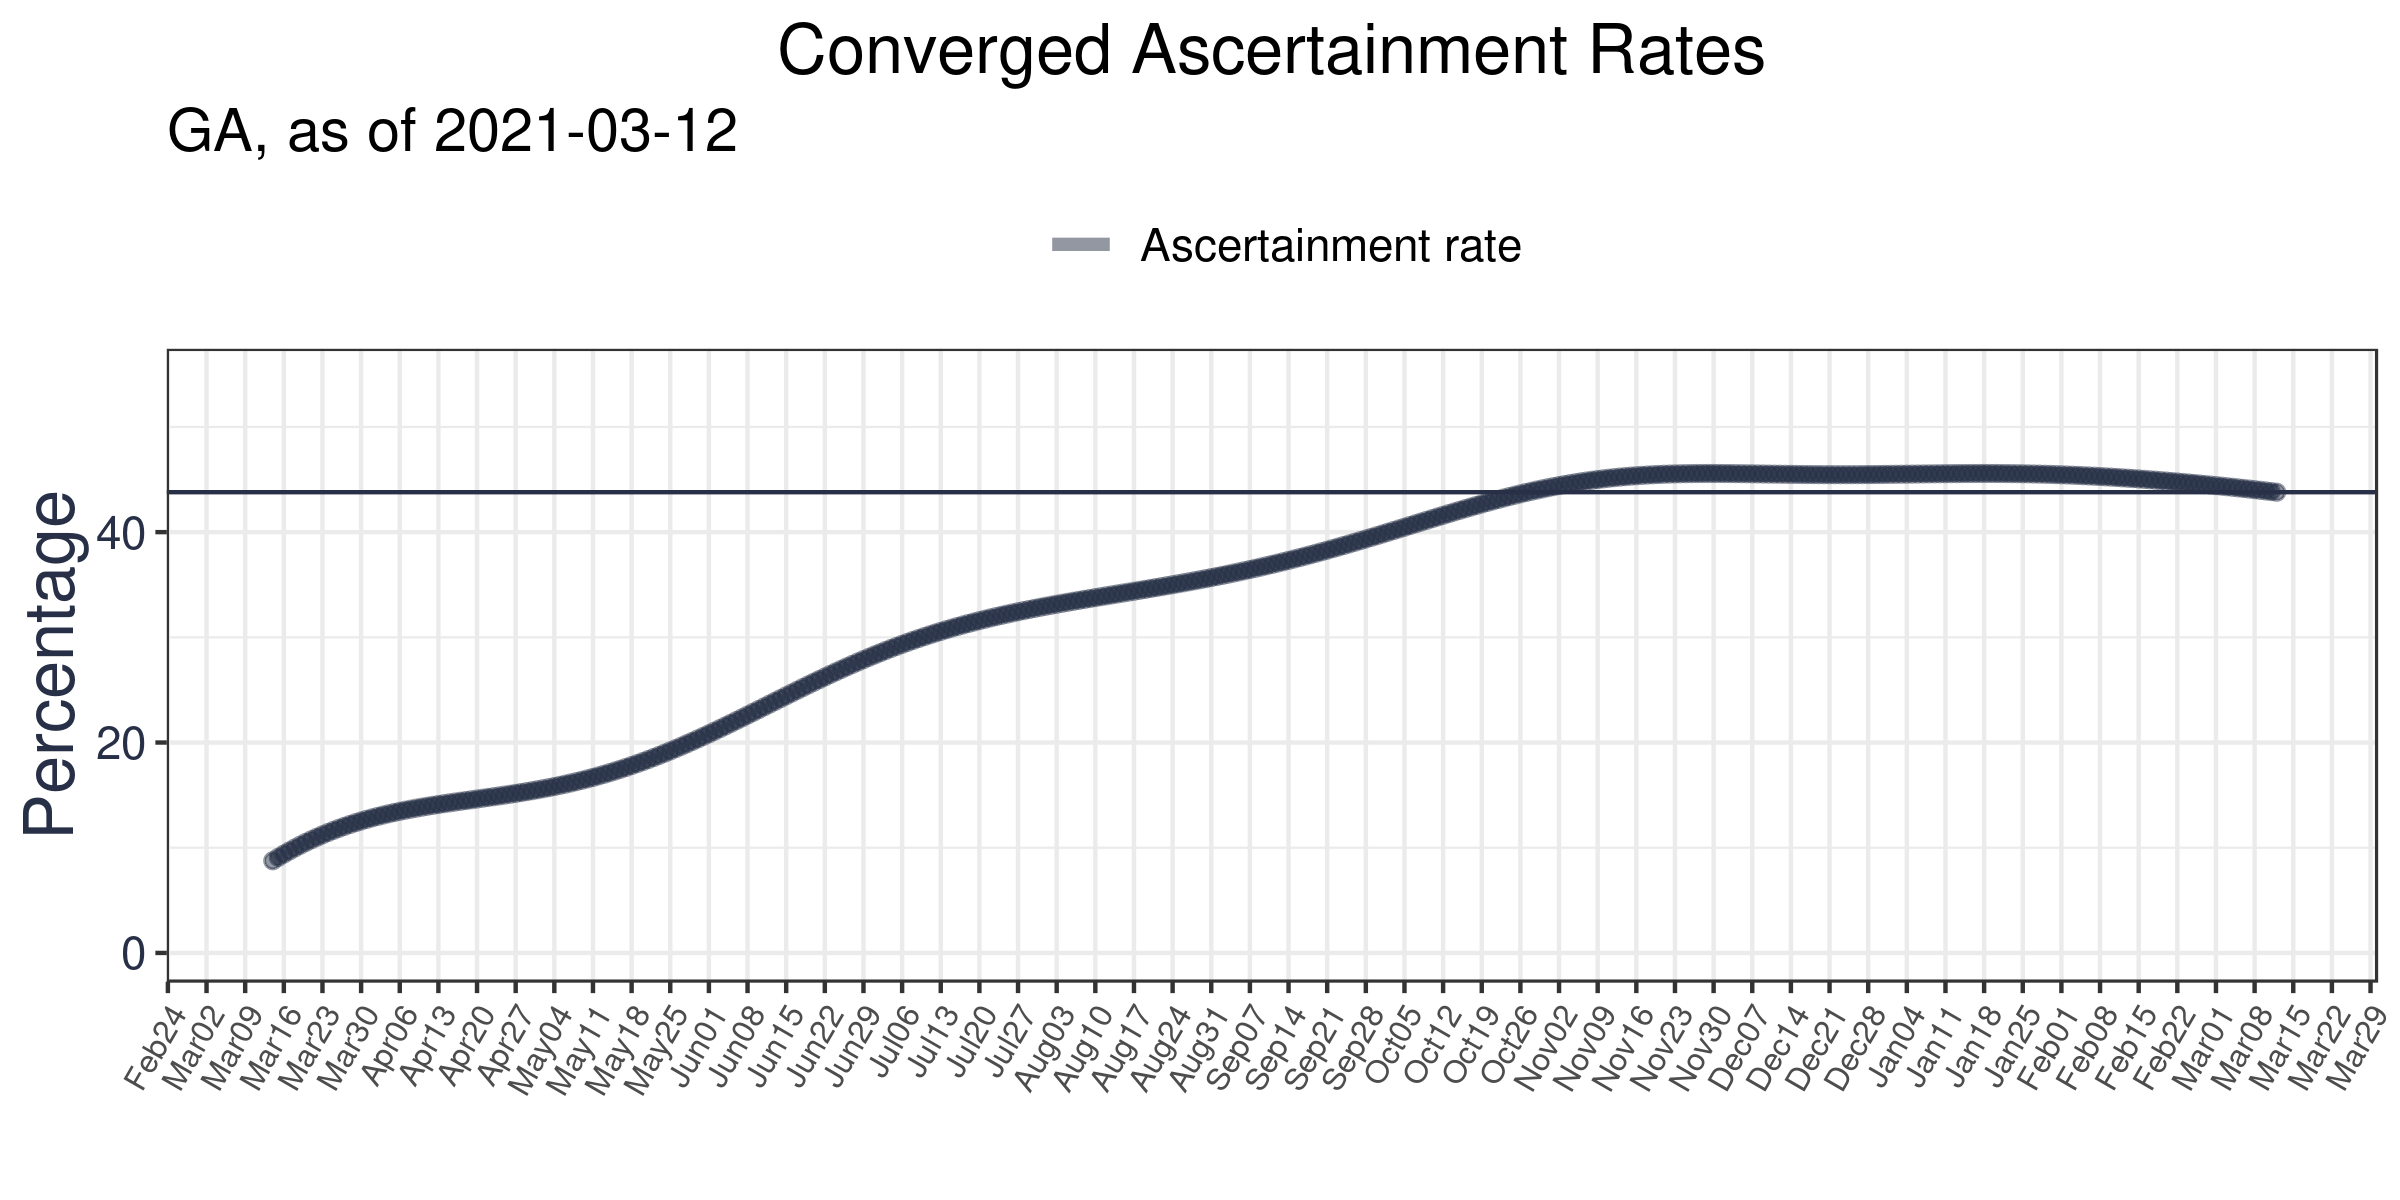 Converged Ascertainment Rates
GA, as of 2021-03-12
Ascertainment rate
Percentage
40
20
0
Feb24
Mar02
Mar09
Mar16
Mar23
Mar30
Apr06
Apr13
Apr20
Apr27
May04
May11
May18
May25
Jun01
Jun08
Jun15
Jun22
Jun29
Jul06
Jul13
Jul20
Jul27
Aug03
Aug10
Aug17
Aug24
Aug31
Sep07
Sep14
Sep21
Sep28
Oct05
Oct12
Oct19
Oct26
Nov02
Nov09
Nov16
Nov23
Nov30
Dec07
Dec14
Dec21
Dec28
Jan04
Jan11
Jan18
Jan25
Feb01
Feb08
Feb15
Feb22
Mar01
Mar08
Mar15
Mar22
Mar29